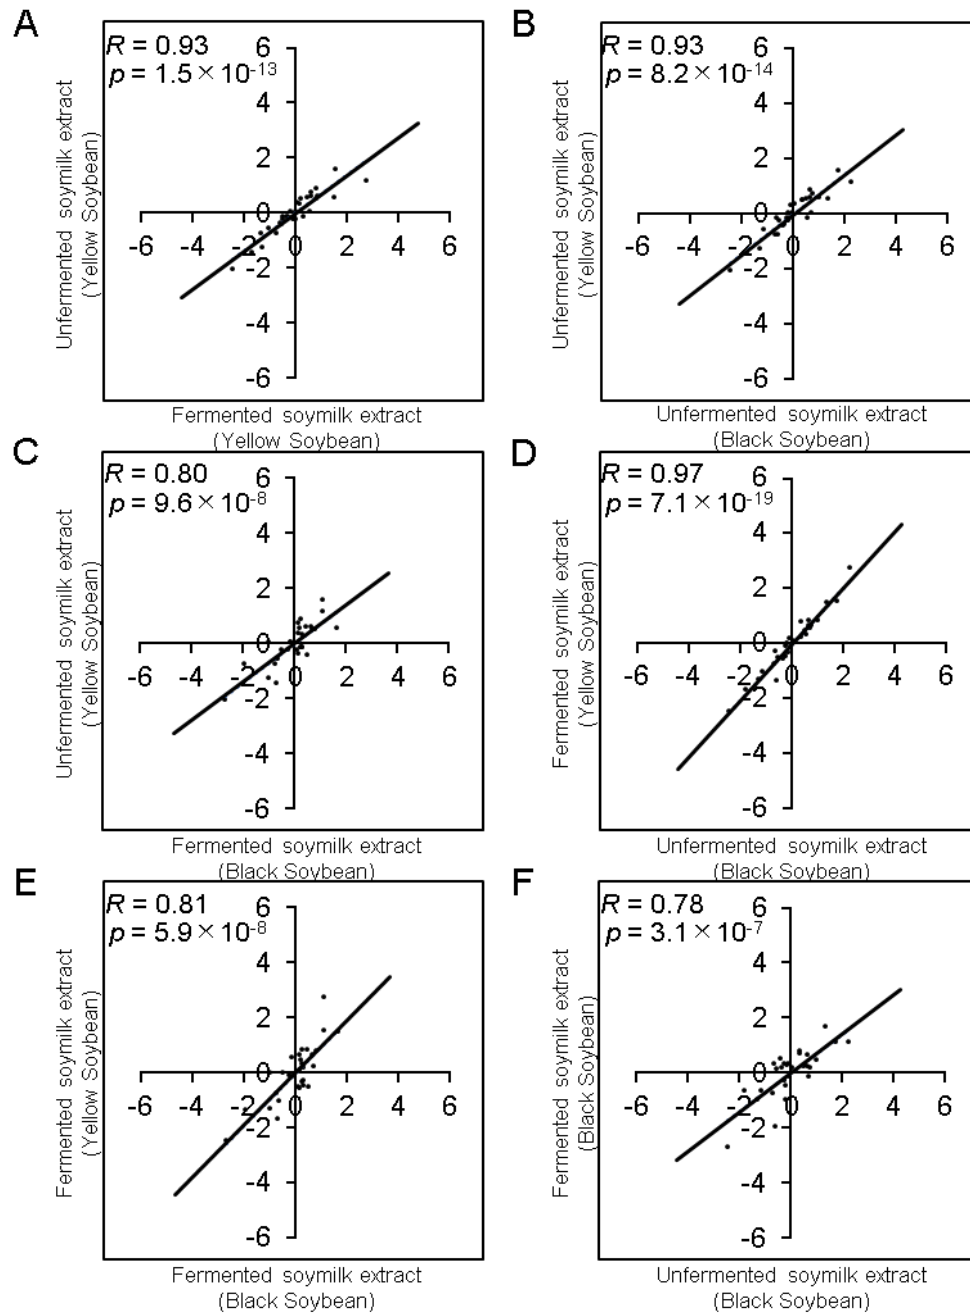 A
R = 0.93
p = 1.5×10-13
6
4
2
0
-2
-4
-6
-6
-4
-2
0
2
4
6
Unfermented soymilk extract
(Yellow Soybean)
Fermented soymilk extract
(Yellow Soybean)
B
R = 0.93
p = 8.2×10-14
6
4
2
0
-2
-4
-6
-6
-4
-2
0
2
4
6
Unfermented soymilk extract
(Yellow Soybean)
Unfermented soymilk extract
(Black Soybean)
C
R = 0.80
p = 9.6×10-8
6
4
2
0
-2
-4
-6
-6
-4
-2
0
2
4
6
Unfermented soymilk extract
(Yellow Soybean)
Fermented soymilk extract
(Black Soybean)
D
R = 0.97
p = 7.1×10-19
6
4
2
0
-2
-4
-6
-6
-4
-2
0
2
4
6
Fermented soymilk extract
(Yellow Soybean)
Unfermented soymilk extract
(Black Soybean)
E
R = 0.81
p = 5.9×10-8
6
4
2
0
-2
-4
-6
-6
-4
-2
0
2
4
6
Fermented soymilk extract
(Yellow Soybean)
Fermented soymilk extract
(Black Soybean)
F
R = 0.78
p = 3.1×10-7
6
4
2
0
-2
-4
-6
-6
-4
-2
0
2
4
6
Fermented soymilk extract
(Black Soybean)
Unfermented soymilk extract
(Black Soybean)